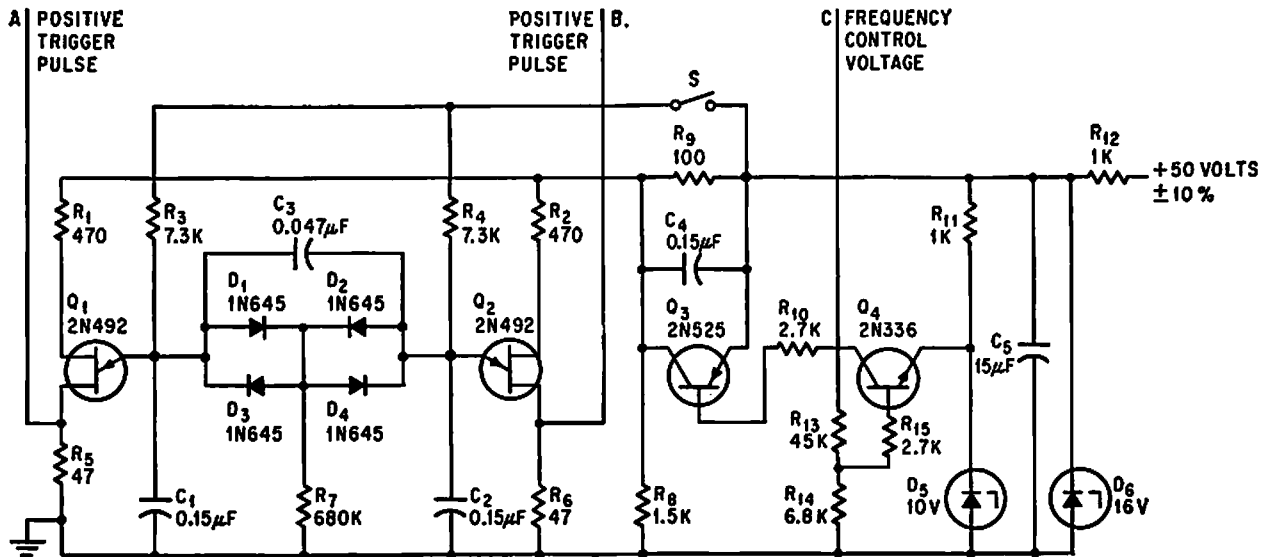 A POSITIVE
TRIGGER
PULSE
POSITIVE B.
TRIGGER
PULSE
C FREQUENCY
CONTROL
VOLTAGE
S
R9
100
R12
1K
+50 VOLTS
±10%
R1
470
R3
7.3K
C3
0.047μF
R4
7.3K
R2
470
C4
0.15μF
R11
1K
D1
1N645
D2
1N645
Q1
2N492
Q2
2N492
Q3
2N525
R10
2.7K
Q4
2N336
C5
15μF
D3
1N645
D4
1N645
R13
45K
R15
2.7K
R5
47
C1
0.15μF
R7
680K
C2
0.15μF
R6
47
R8
1.5K
R14
6.8K
D5
10V
D6
16V